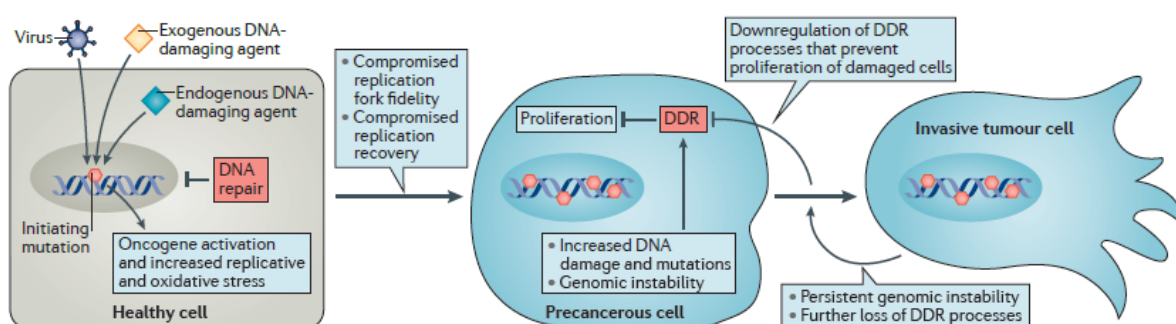 Virus
Exogenous DNA-
damaging agent
Endogenous DNA-
damaging agent
DNA
repair
Initiating
mutation
Oncogene activation
and increased replicative
and oxidative stress
Healthy cell
• Compromised
replication
fork fidelity
• Compromised
replication
recovery
Proliferation
DDR
• Increased DNA
damage and mutations
• Genomic instability
Precancerous cell
Downregulation of DDR
processes that prevent
proliferation of damaged cells
Invasive tumour cell
• Persistent genomic instability
• Further loss of DDR processes